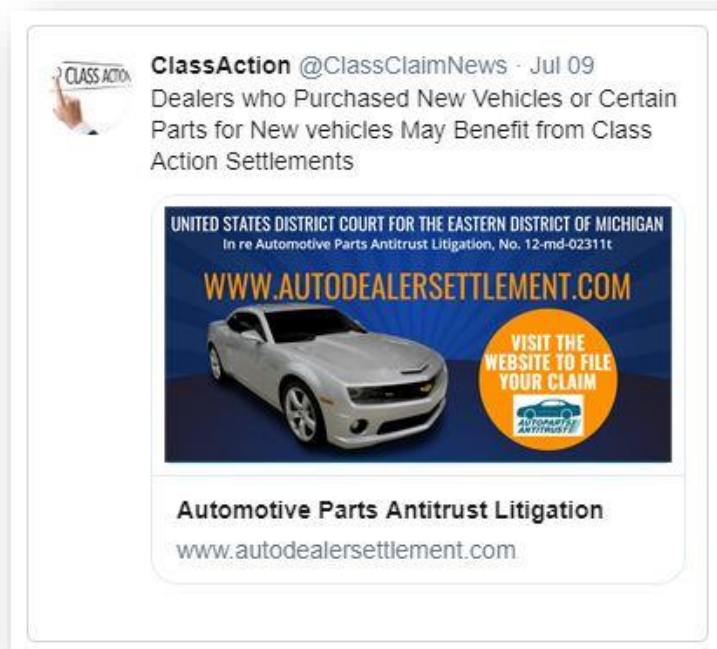 CLASS ACTION
ClassAction @ClassClaimNews · Jul 09
Dealers who Purchased New Vehicles or Certain
Parts for New vehicles May Benefit from Class
Action Settlements
UNITED STATES DISTRICT COURT FOR THE EASTERN DISTRICT OF MICHIGAN
In re Automotive Parts Antitrust Litigation, No. 12-md-02311t
WWW.AUTODEALERSETTLEMENT.COM
VISIT THE
WEBSITE TO FILE
YOUR CLAIM
AUTOPARTS
ANTITRUST
Automotive Parts Antitrust Litigation
www.autodealersettlement.com